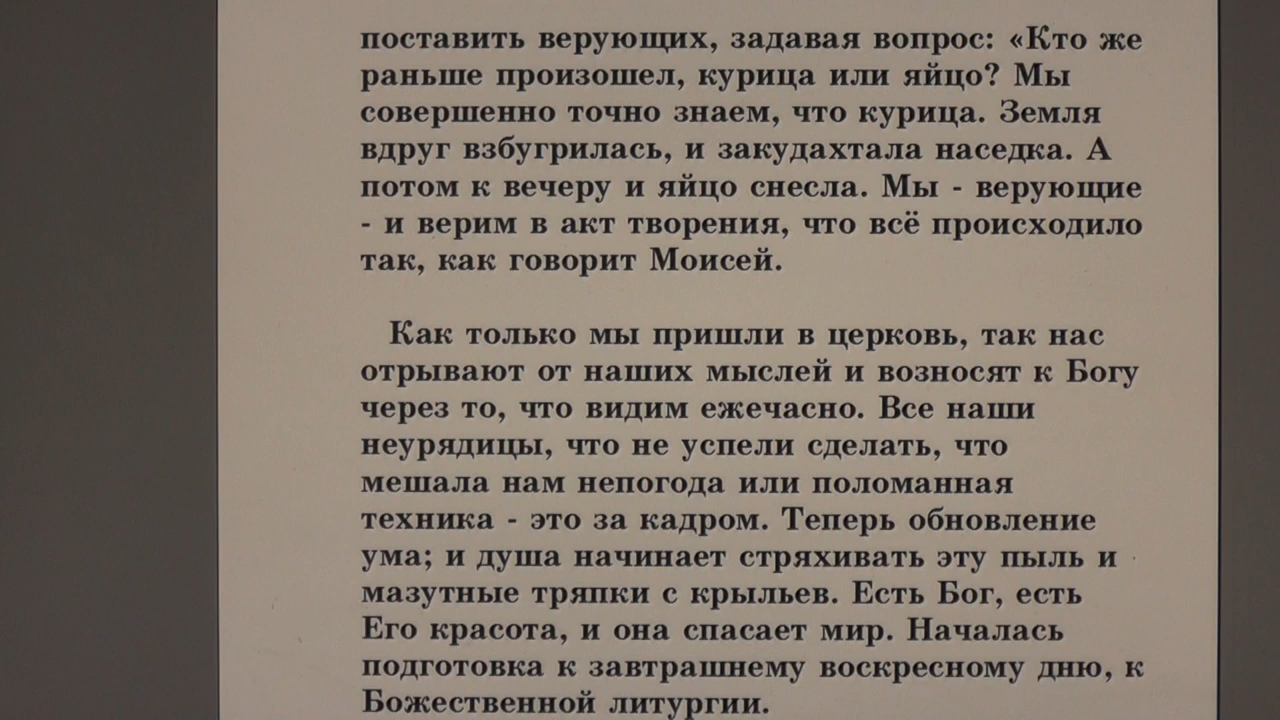 поставить верующих, задавая вопрос: «Кто же
раньше произошел, курица или яйцо? Мы
совершенно точно знаем, что курица. Земля
вдруг взбугрилась, и закудахтала наседка. А
потом к вечеру и яйцо снесла. Мы - верующие
- и верим в акт творения, что всё происходило
так, как говорит Моисей.
Как только мы пришли в церковь, так нас
отрывают от наших мыслей и возносят к Богу
через то, что видим ежечасно. Все наши
неурядицы, что не успели сделать, что
мешала нам непогода или поломанная
техника - это за кадром. Теперь обновление
ума; и душа начинает стряхивать эту пыль и
мазутные тряпки с крыльев. Есть Бог, есть
Его красота, и она спасает мир. Началась
подготовка к завтрашнему воскресному дню, к
Божественной литургии.